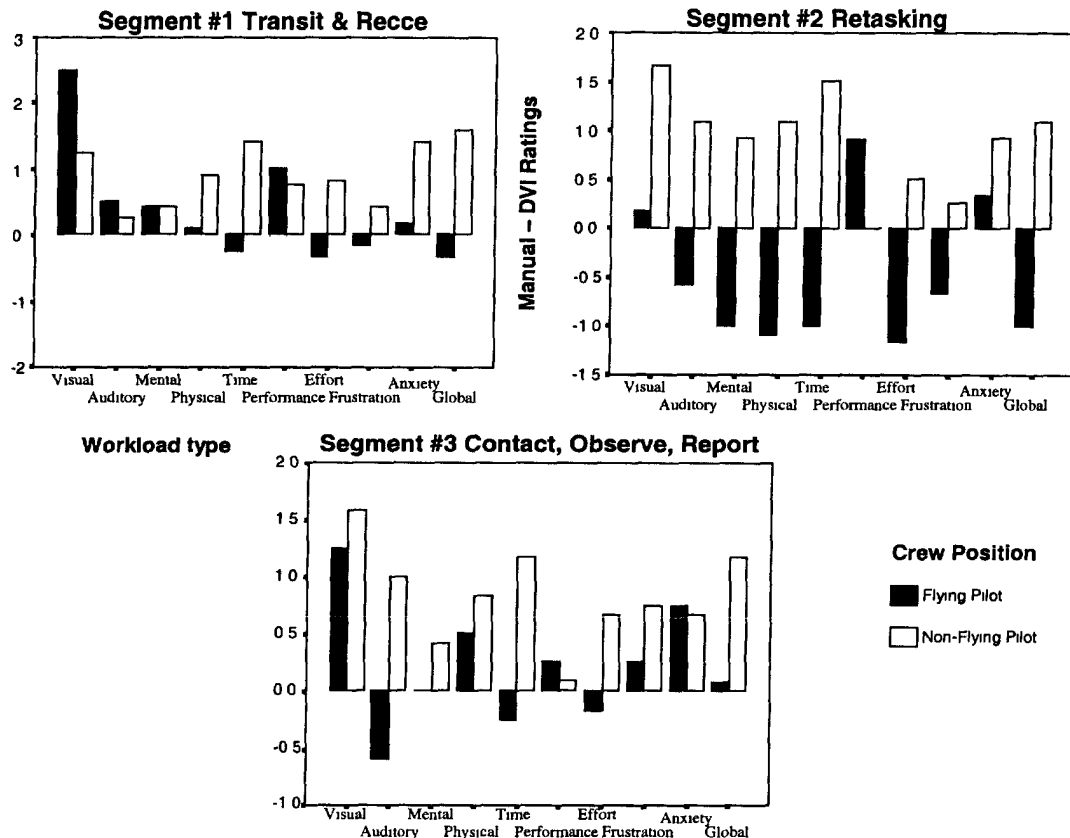 Segment #1 Transit & Recce
3
2
1
0
-1
-2
Visual Mental Time Effort Anxiety
Auditory Physical Performance Frustration Global
Segment #2 Retasking
Manual – DVI Ratings
2 0
1 5
1 0
0 5
0 0
-0 5
-1 0
-1 5
Visual Mental Time Effort Anxiety
Auditory Physical Performance Frustration Global
Workload type
Segment #3 Contact, Observe, Report
2 0
1 5
1 0
0 5
0 0
-0 5
-1 0
Visual Mental Time Effort Anxiety
Auditory Physical Performance Frustration Global
Crew Position
Flying Pilot
Non-Flying Pilot